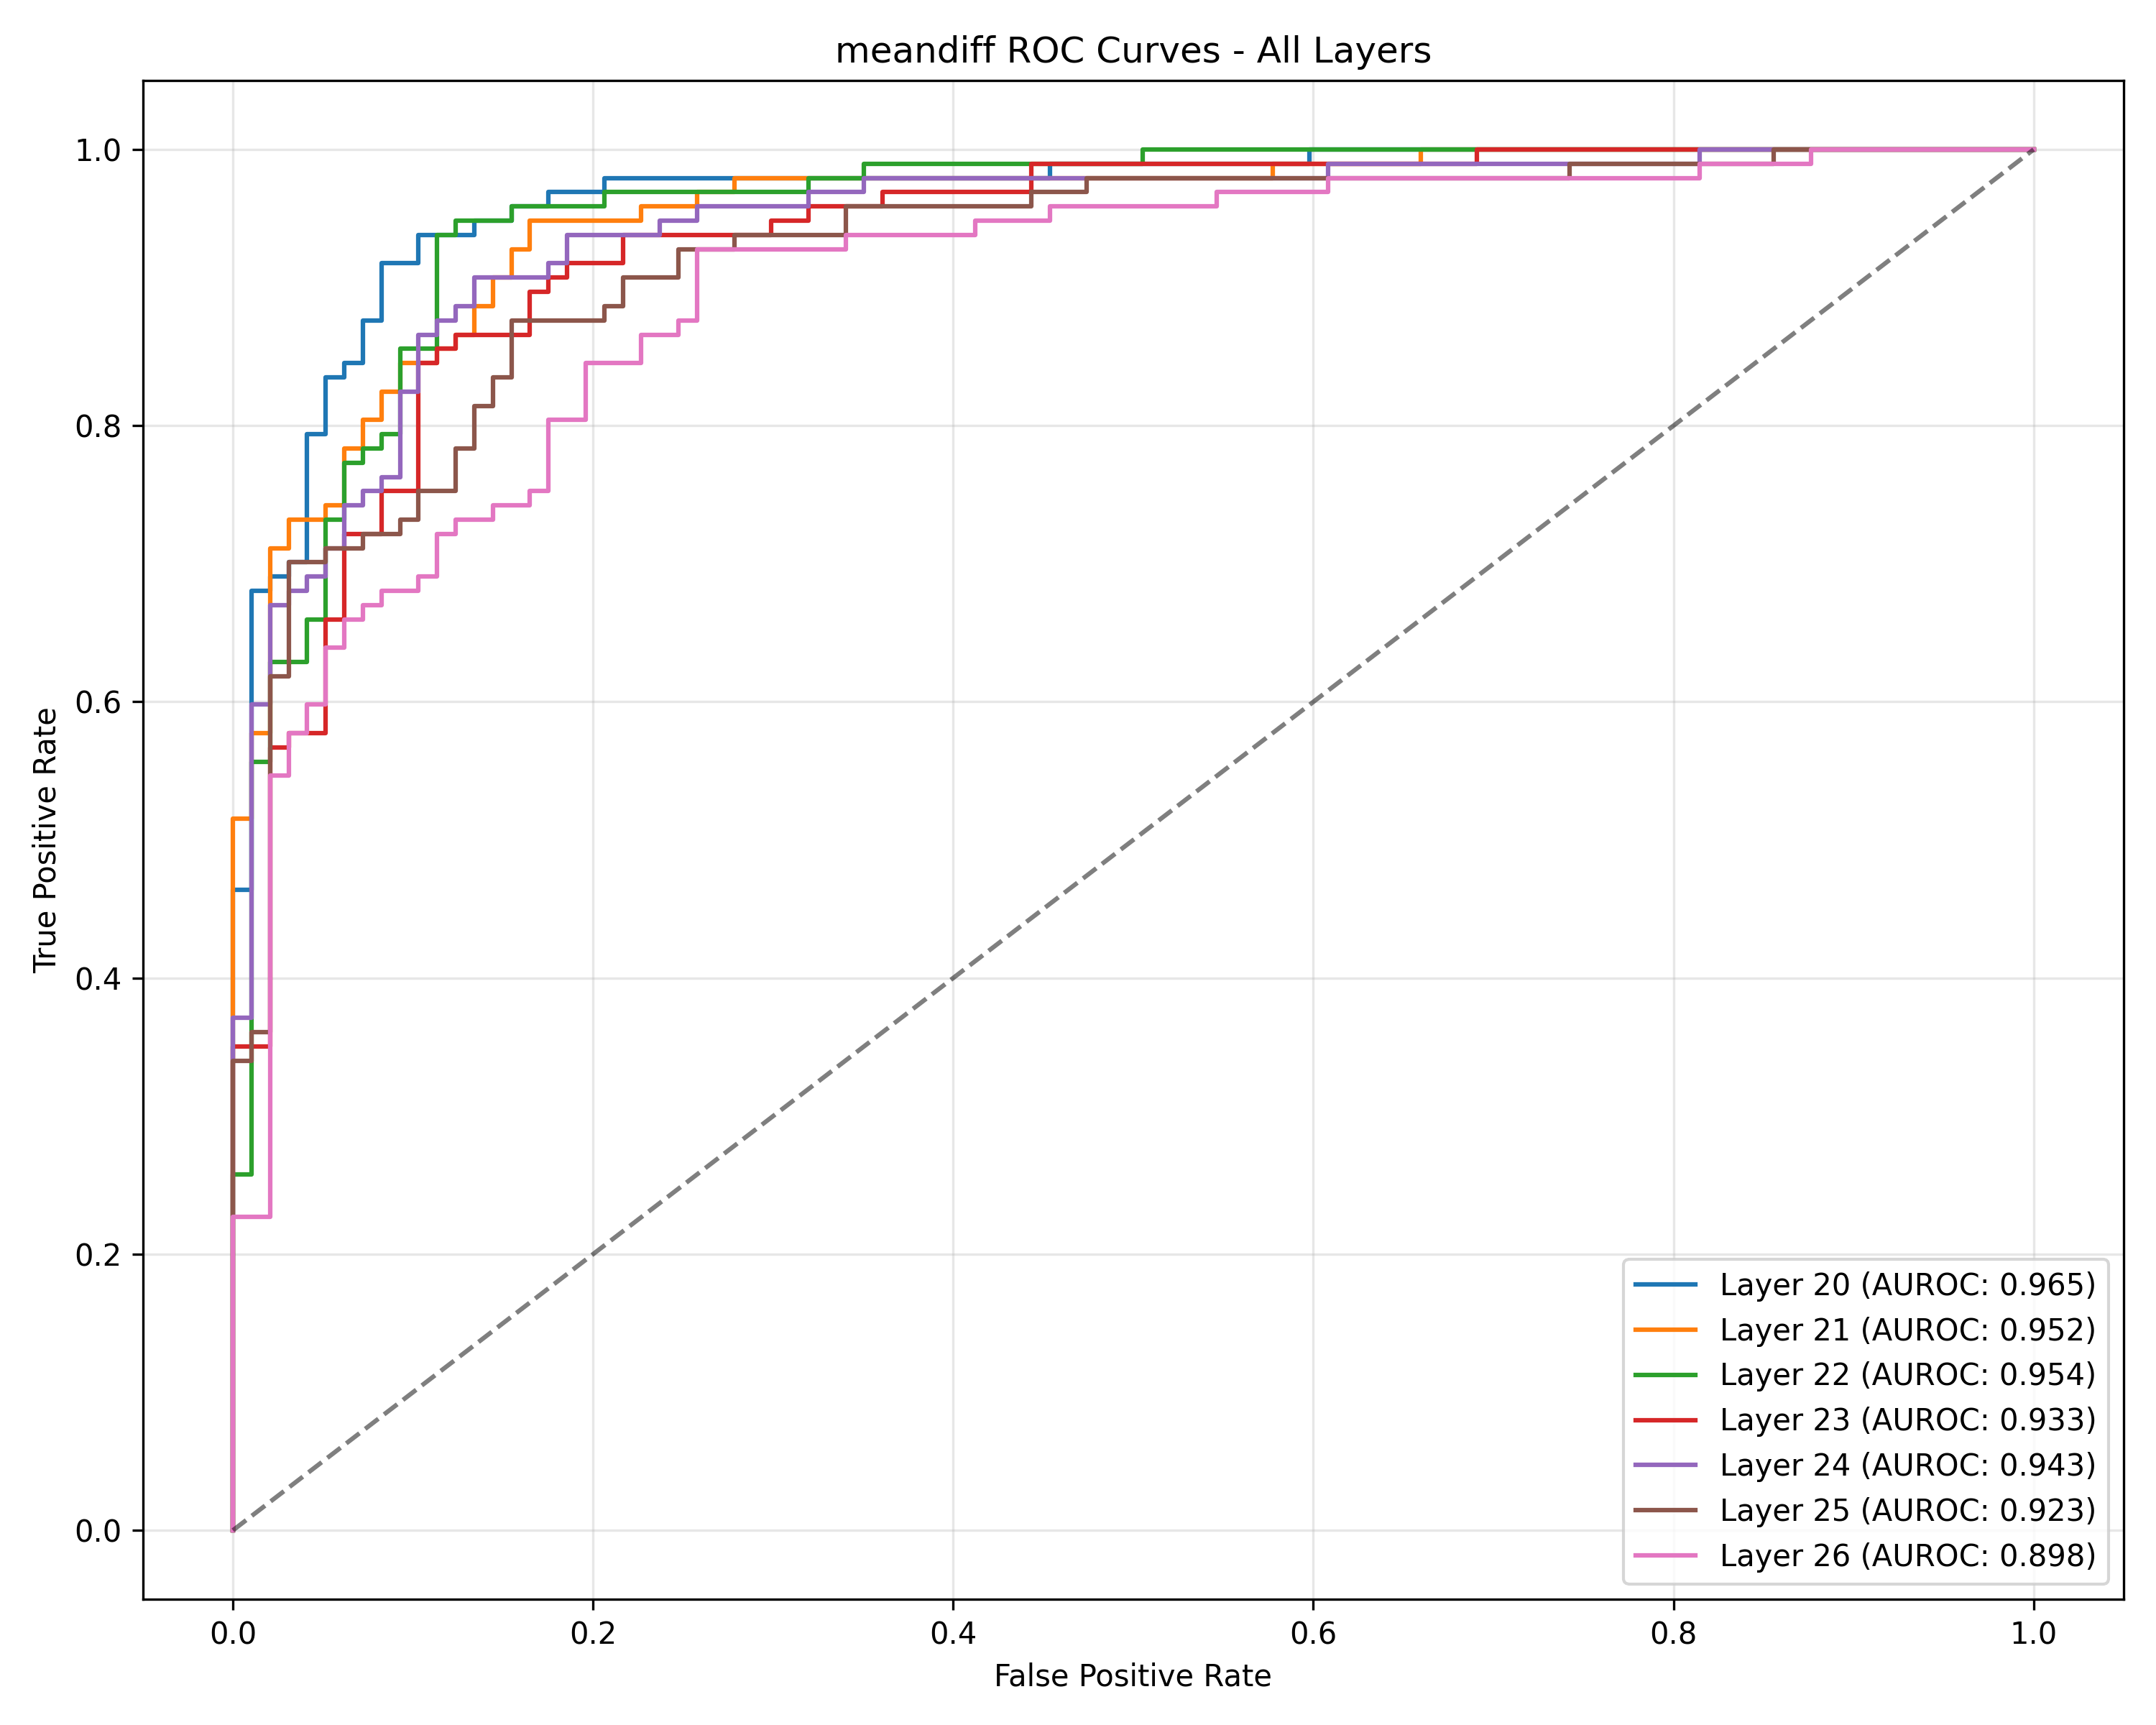 meandiff ROC Curves - All Layers
True Positive Rate
1.0
0.8
0.6
0.4
0.2
0.0
0.0 0.2 0.4 0.6 0.8 1.0
False Positive Rate
Layer 20 (AUROC: 0.965)
Layer 21 (AUROC: 0.952)
Layer 22 (AUROC: 0.954)
Layer 23 (AUROC: 0.933)
Layer 24 (AUROC: 0.943)
Layer 25 (AUROC: 0.923)
Layer 26 (AUROC: 0.898)